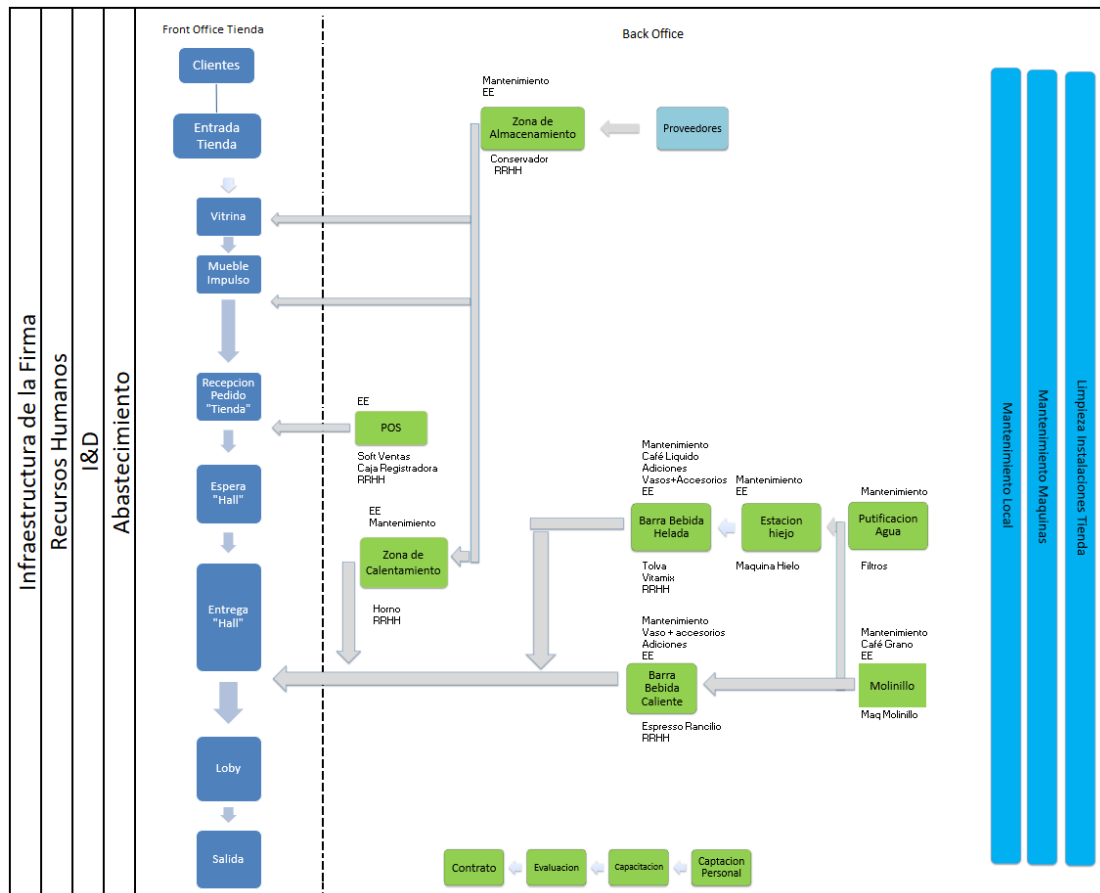 Front Office Tienda
Back Office
Infraestructura de la Firma
Recursos Humanos
I&D
Abastecimiento
Clientes
Entrada
Tienda
Vitrina
Mueble
Impulso
Recepcion
Pedido
"Tienda"
Espera
"Hall"
Entrega
"Hall"
Loby
Salida
Mantenimiento
EE
Zona de
Almacenamiento
Conservador
RRHH
Proveedores
EE
POS
Soft Ventas
Caja Registradora
RRHH
EE
Mantenimiento
Zona de
Calentamiento
Horno
RRHH
Mantenimiento
Café Liquido
Adiciones
Vasos+Accesorios
EE
Barra Bebida
Helada
Tolva
Vitamix
RRHH
Mantenimiento
EE
Estacion
hiejo
Maquina Hielo
Mantenimiento
Putificacion
Agua
Filtros
Mantenimiento
Vaso + accesorios
Adiciones
EE
Barra
Bebida
Caliente
Espresso Rancilio
RRHH
Mantenimiento
Café Grano
EE
Molinillo
Maq Molinillo
Contrato
Evaluacion
Capacitacion
Captacion
Personal
Mantenimiento Local
Mantenimiento Maquinas
Limpieza Instalaciones Tienda